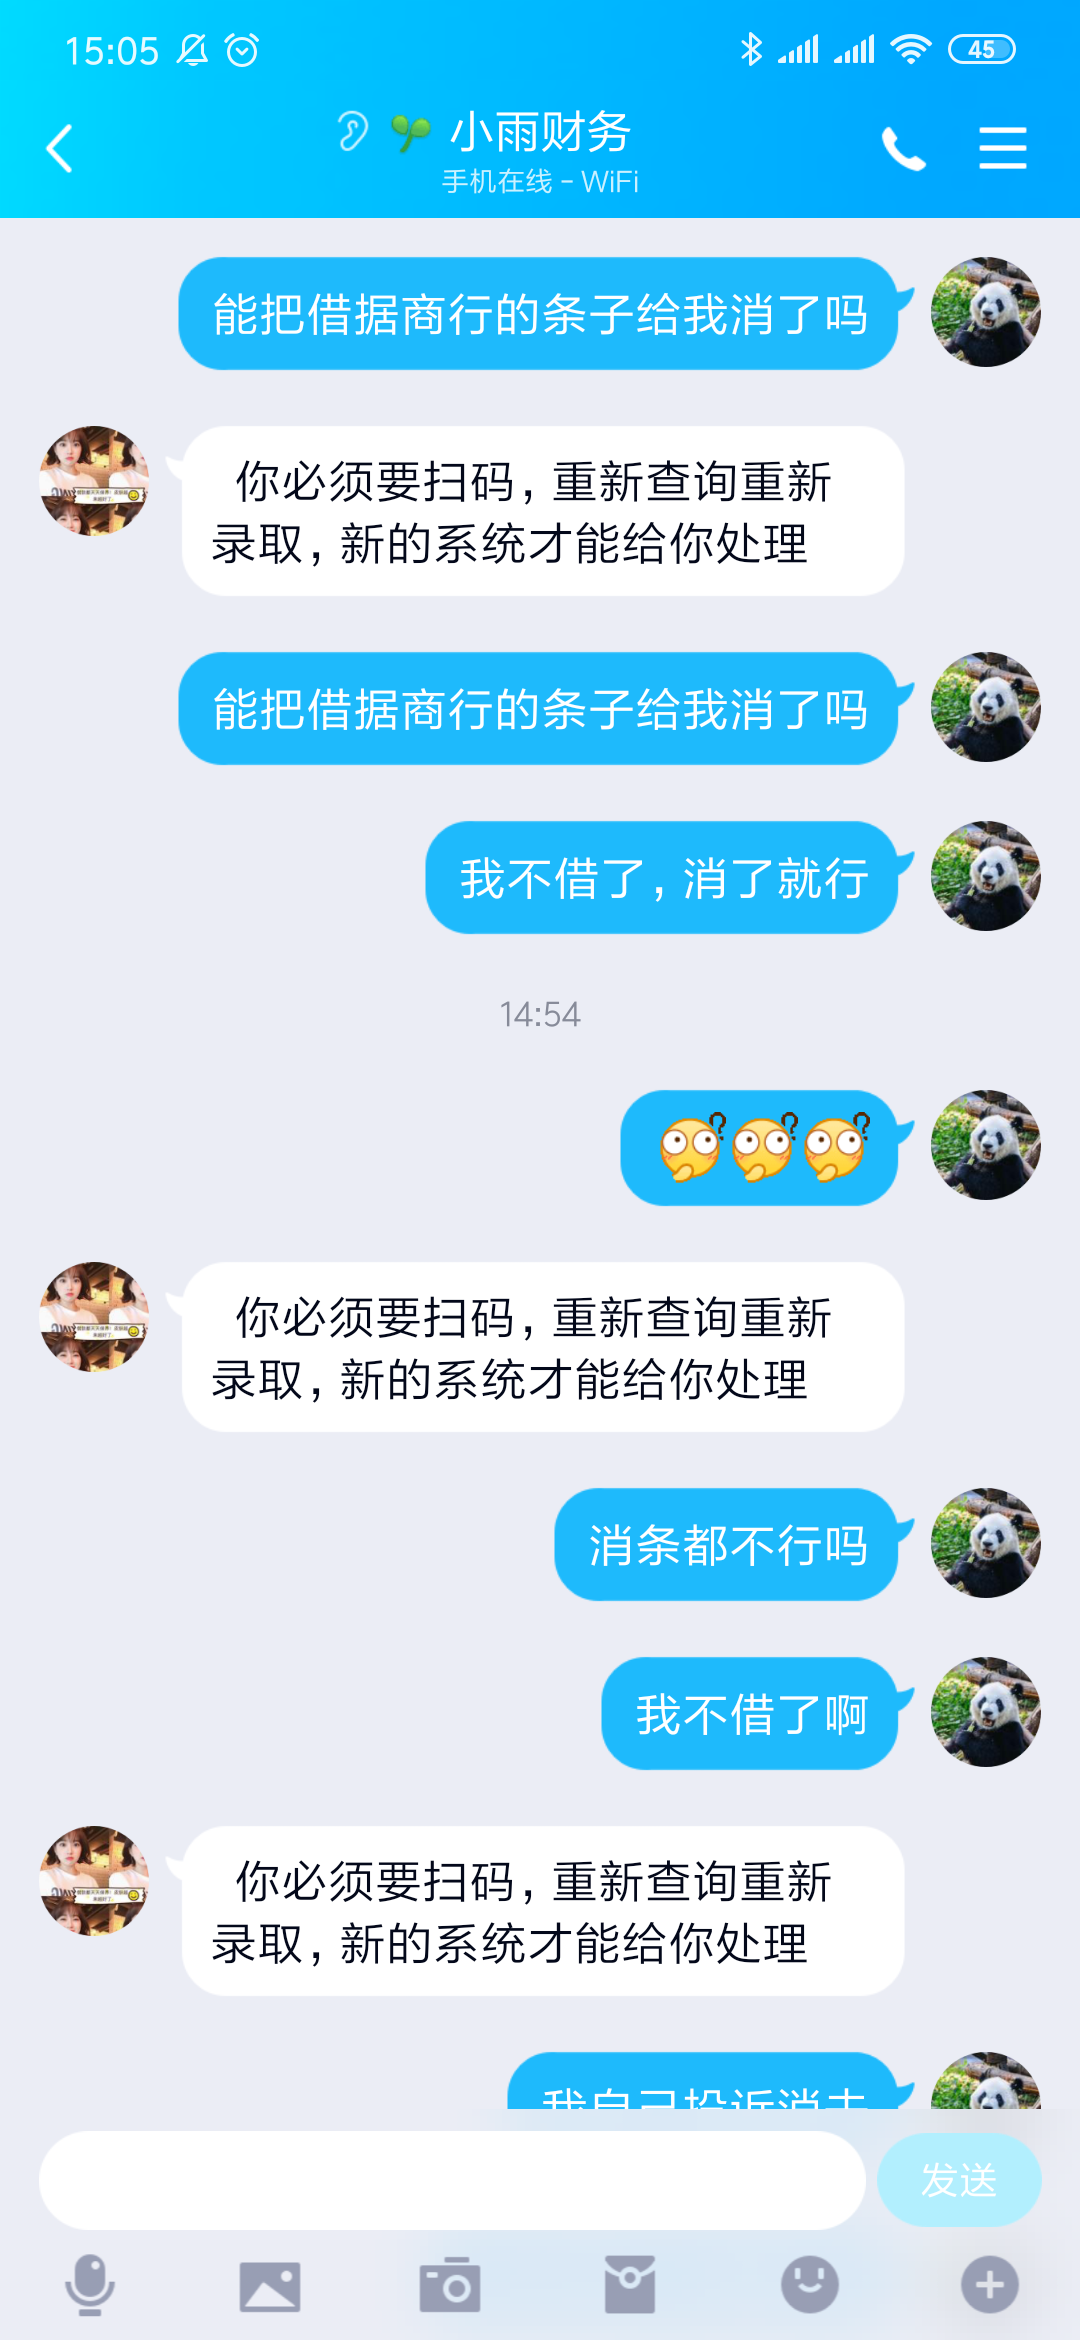 15:05
45
小雨财务
手机在线 - WiFi
能把借据商行的条子给我消了吗
你必须要扫码，重新查询重新
录取，新的系统才能给你处理
能把借据商行的条子给我消了吗
我不借了，消了就行
14:54
你必须要扫码，重新查询重新
录取，新的系统才能给你处理
消条都不行吗
我不借了啊
你必须要扫码，重新查询重新
录取，新的系统才能给你处理
我自己投诉消去
发送